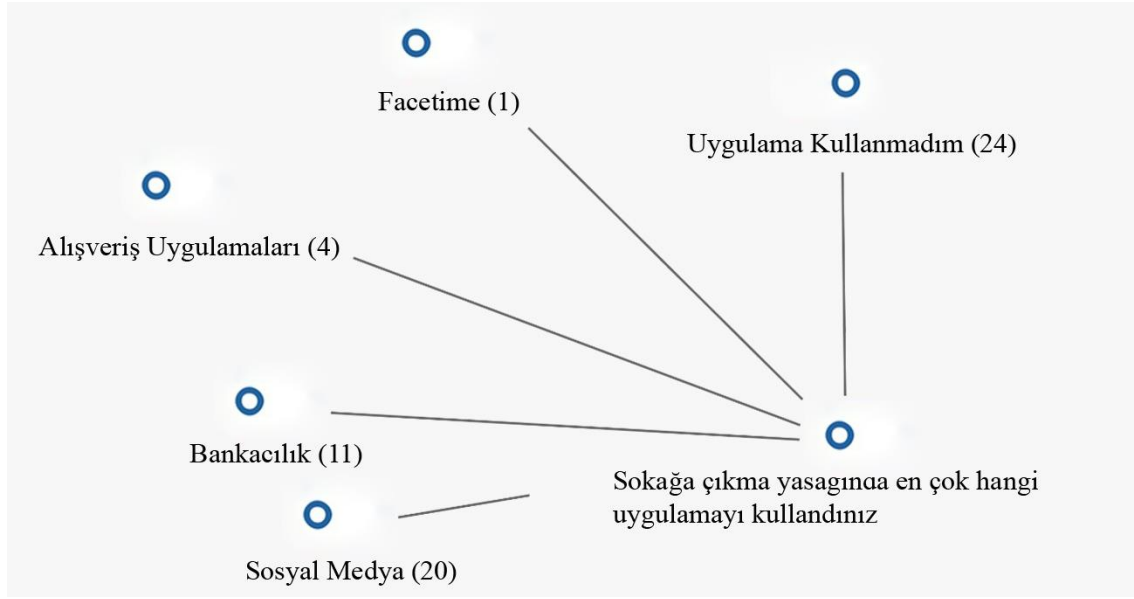 Facetime (1)
Uygulama Kullanmadım (24)
Alışveriş Uygulamaları (4)
Bankacılık (11)
Sokağa çıkma yasagında en çok hangi
uygulamayı kullandınız
Sosyal Medya (20)